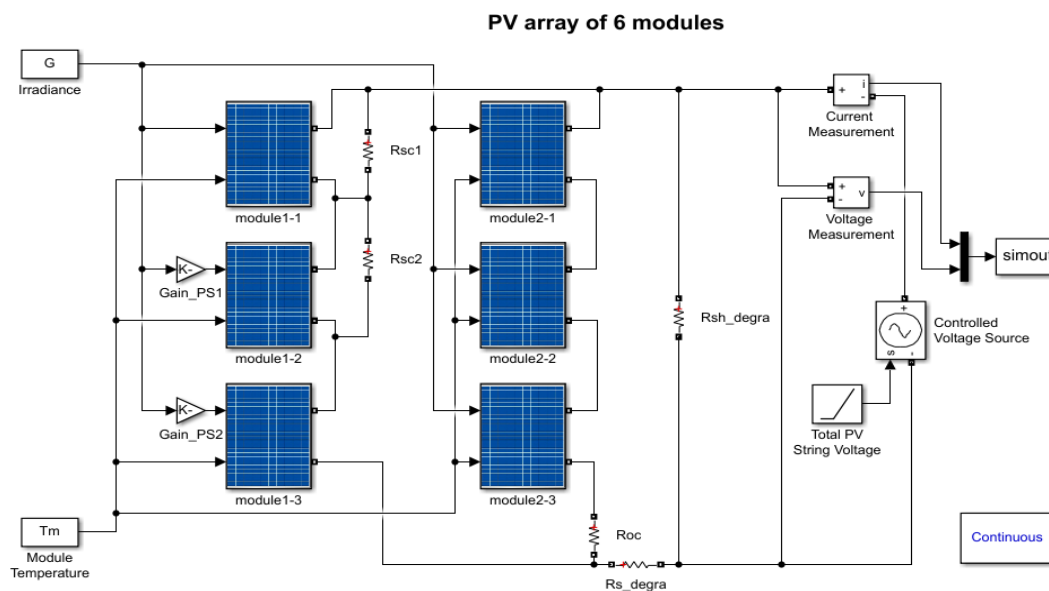 PV array of 6 modules
G
Irradiance
module1-1
Rsc1
module2-1
+
i
-
Current
Measurement
+
-
v
Voltage
Measurement
K-
Gain_PS1
module1-2
Rsc2
module2-2
Rsh_degra
simout
+
s
-
Controlled
Voltage Source
K-
Gain_PS2
module1-3
module2-3
Total PV
String Voltage
Tm
Module
Temperature
Roc
Rs_degra
Continuous